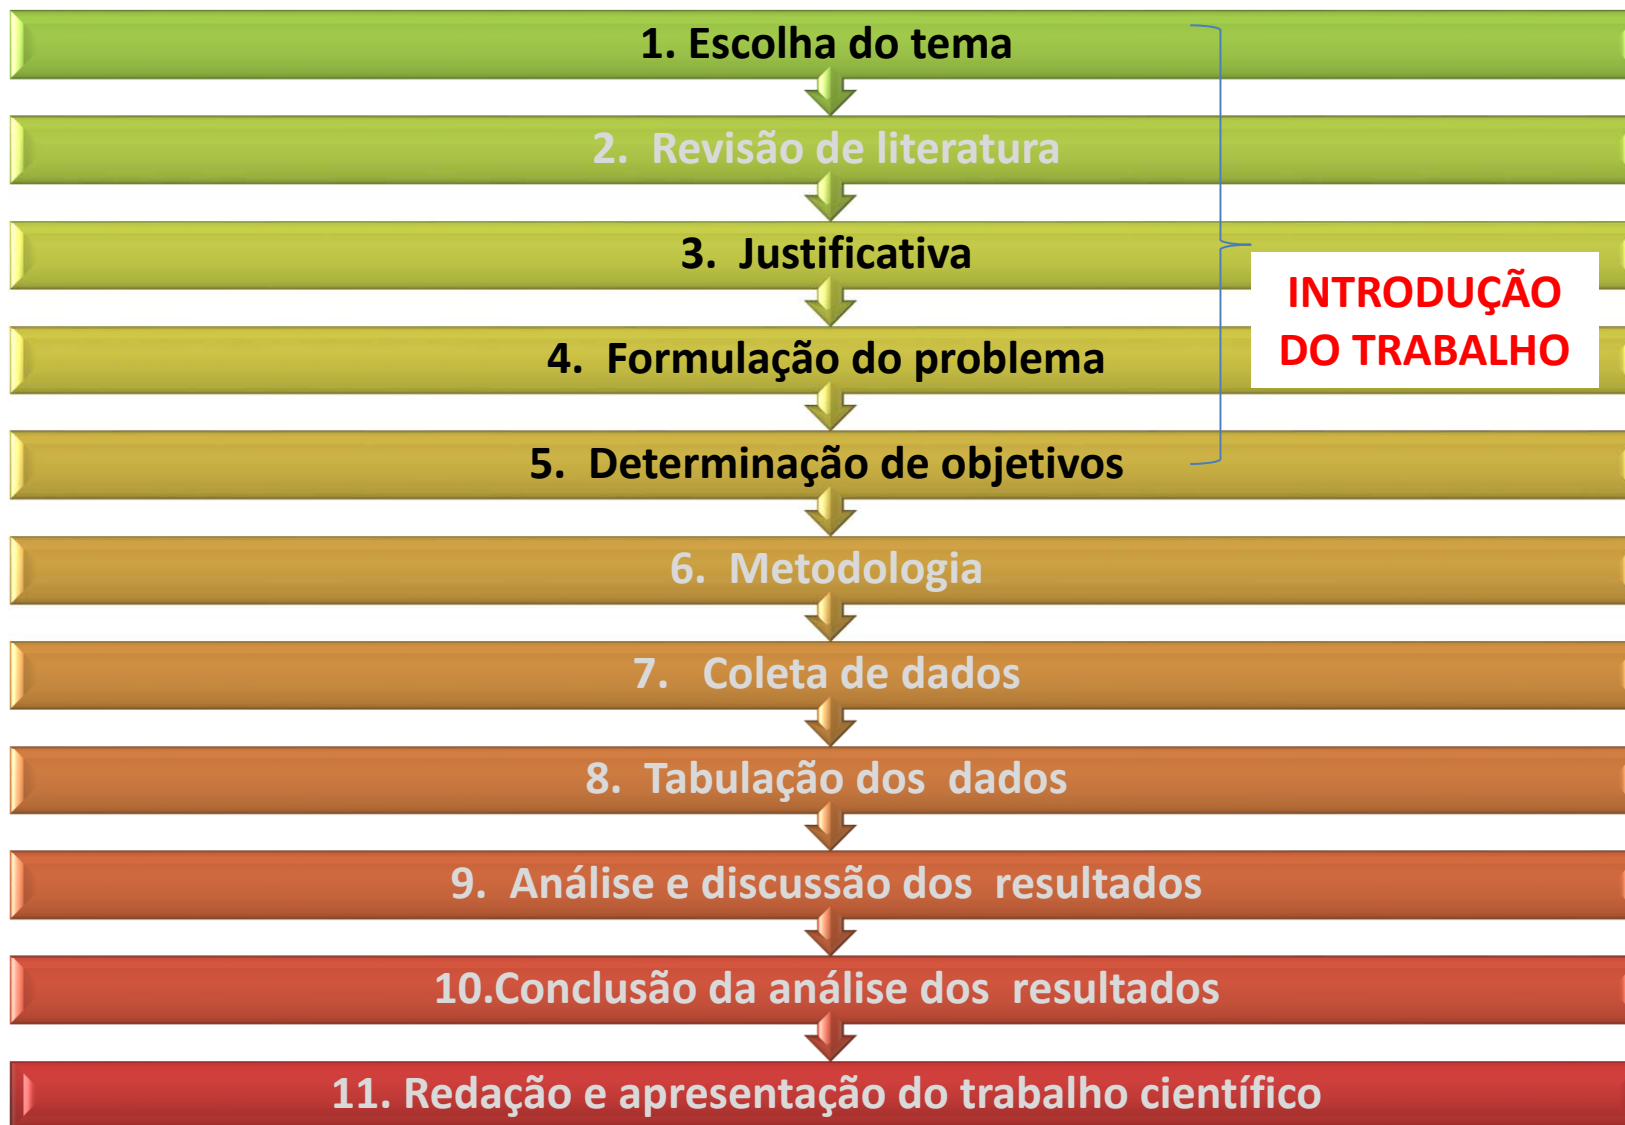 1. Escolha do tema
2. Revisão de literatura
3. Justificativa
INTRODUÇÃO
DO TRABALHO
4. Formulação do problema
5. Determinação de objetivos
6. Metodologia
7. Coleta de dados
8. Tabulação dos dados
9. Análise e discussão dos resultados
10.Conclusão da análise dos resultados
11. Redação e apresentação do trabalho científico